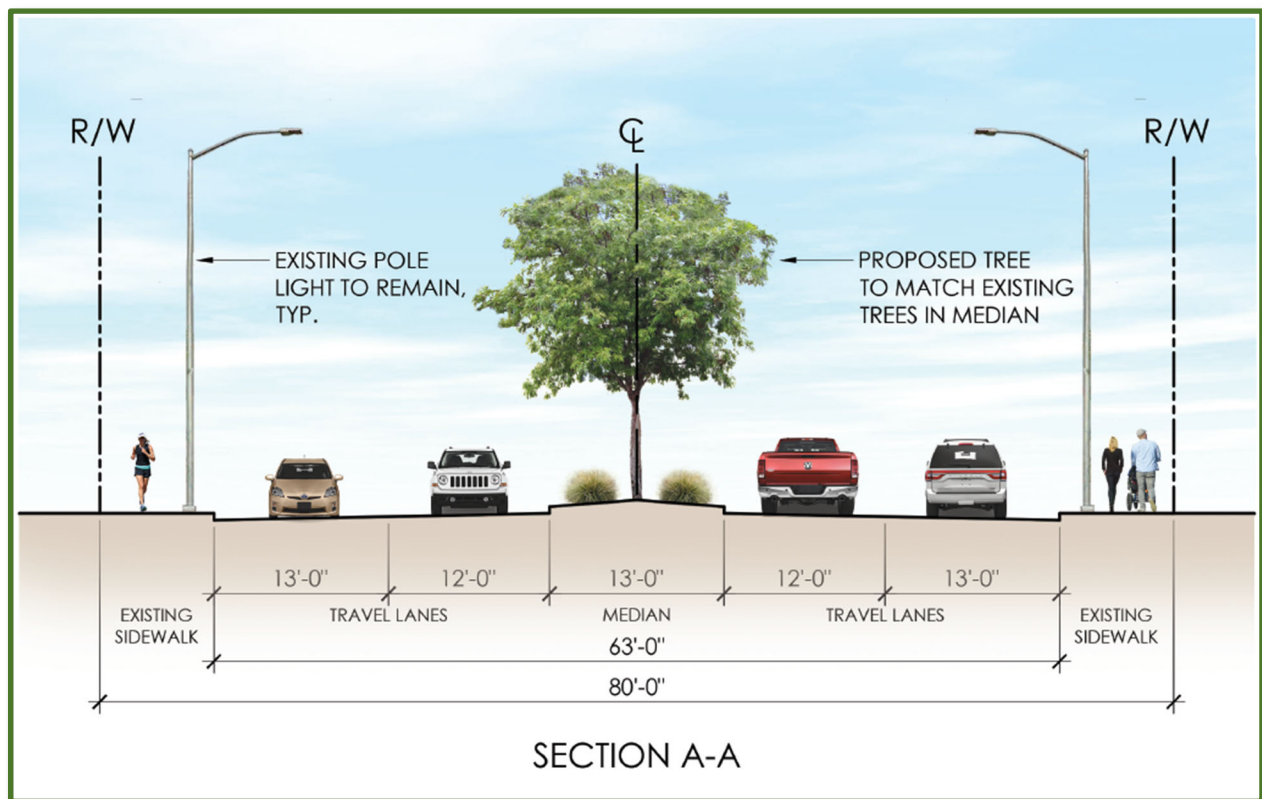 R/W
℄
R/W
EXISTING POLE
LIGHT TO REMAIN,
TYP.
PROPOSED TREE
TO MATCH EXISTING
TREES IN MEDIAN
13'-0"
12'-0"
13'-0"
12'-0"
13'-0"
EXISTING
SIDEWALK
TRAVEL LANES
MEDIAN
TRAVEL LANES
EXISTING
SIDEWALK
63'-0"
80'-0"
SECTION A-A